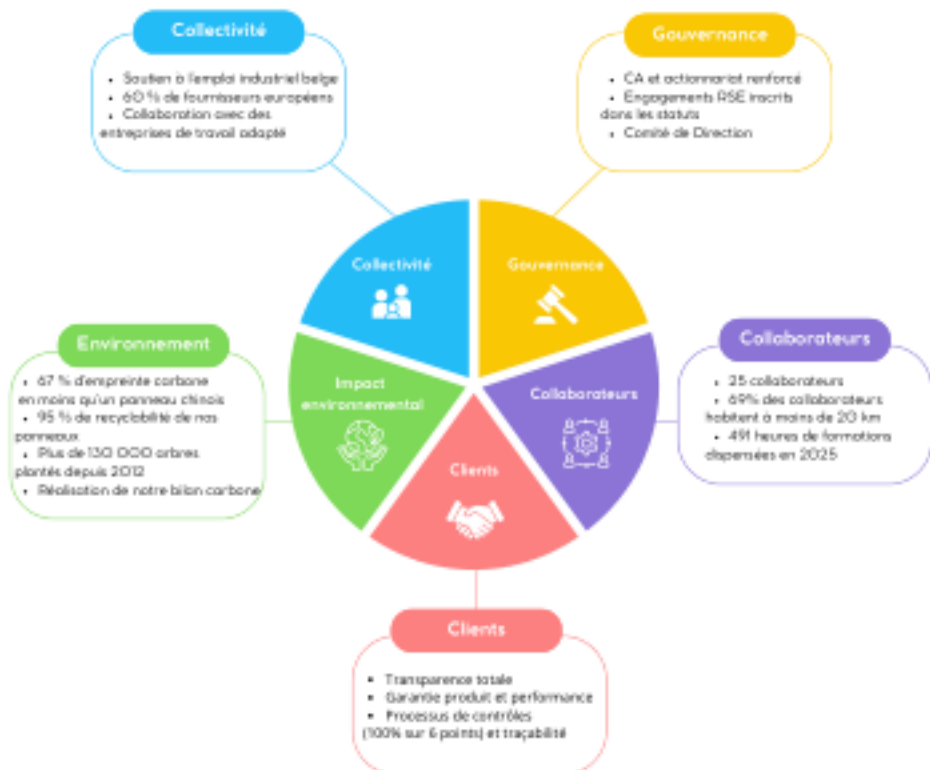 Collectivité
• Soutien à l'emploi industriel belge
• 60 % de fournisseurs européens
• Collaboration avec des
entreprises de travail adapté
Gouvernance
• CA et actionnariat renforcé
• Engagements RSE inscrits
dans les statuts
• Comité de Direction
Collectivité
Gouvernance
Environnement
• 67 % d'empreinte carbone
en moins qu'un panneau chinois
• 95 % de recyclabilité de nos
panneaux
• Plus de 130 000 arbres
plantés depuis 2012
• Réalisation de notre bilan carbone
Impact
environnemental
Collaborateurs
Collaborateurs
• 25 collaborateurs
• 69% des collaborateurs
habitent à moins de 20 km
• 491 heures de formations
dispensées en 2025
Clients
Clients
• Transparence totale
• Garantie produit et performance
• Processus de contrôles
(100% sur 6 points) et traçabilité